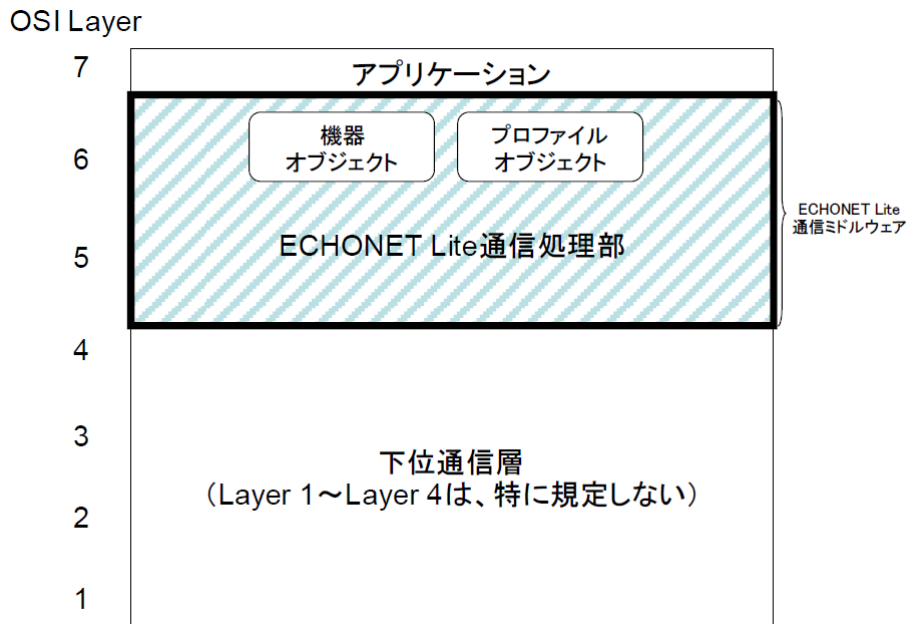 OSI Layer
7
アプリケーション
6
機器
オブジェクト
プロファイル
オブジェクト
5
ECHONET Lite通信処理部
ECHONET Lite
通信ミドルウェア
4
3
下位通信層
（Layer 1～Layer 4は、特に規定しない）
2
1